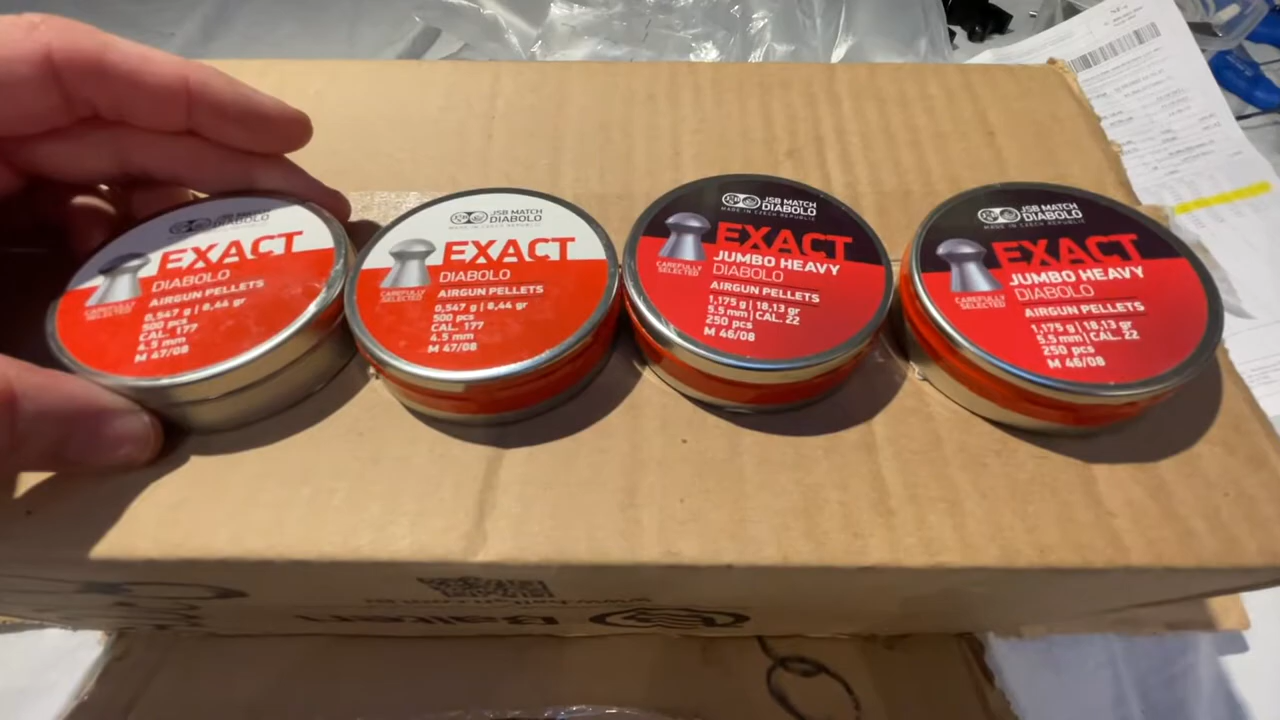 JSB MATCH
DIABOLO
EXACT
DIABOLO
CAREFULLY
SELECTED
AIRGUN PELLETS
0,547 g | 8,44 gr
500 pcs
CAL. 177
4.5 mm
M 47/08
JSB MATCH
DIABOLO
MADE IN CZECH REPUBLIC
EXACT
DIABOLO
CAREFULLY
SELECTED
AIRGUN PELLETS
0,547 g | 8,44 gr
500 pcs
CAL. 177
4.5 mm
M 47/08
JSB MATCH
DIABOLO
MADE IN CZECH REPUBLIC
EXACT
JUMBO HEAVY
DIABOLO
CAREFULLY
SELECTED
AIRGUN PELLETS
1,175 g | 18,13 gr
5.5 mm | CAL. 22
250 pcs
M 46/08
JSB MATCH
DIABOLO
MADE IN CZECH REPUBLIC
EXACT
JUMBO HEAVY
DIABOLO
CAREFULLY
SELECTED
AIRGUN PELLETS
1,175 g | 18,13 gr
5.5 mm | CAL. 22
250 pcs
M 46/08